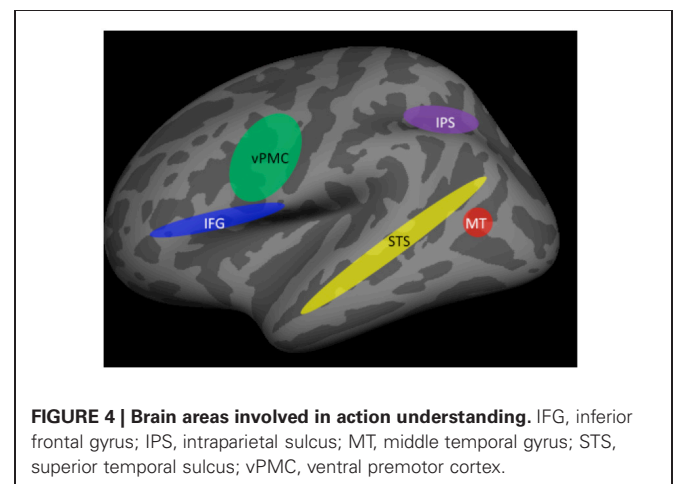 IPS
vPMC
IFG
MT
STS
FIGURE 4 | Brain areas involved in action understanding. IFG, inferior
frontal gyrus; IPS, intraparietal sulcus; MT, middle temporal gyrus; STS,
superior temporal sulcus; vPMC, ventral premotor cortex.